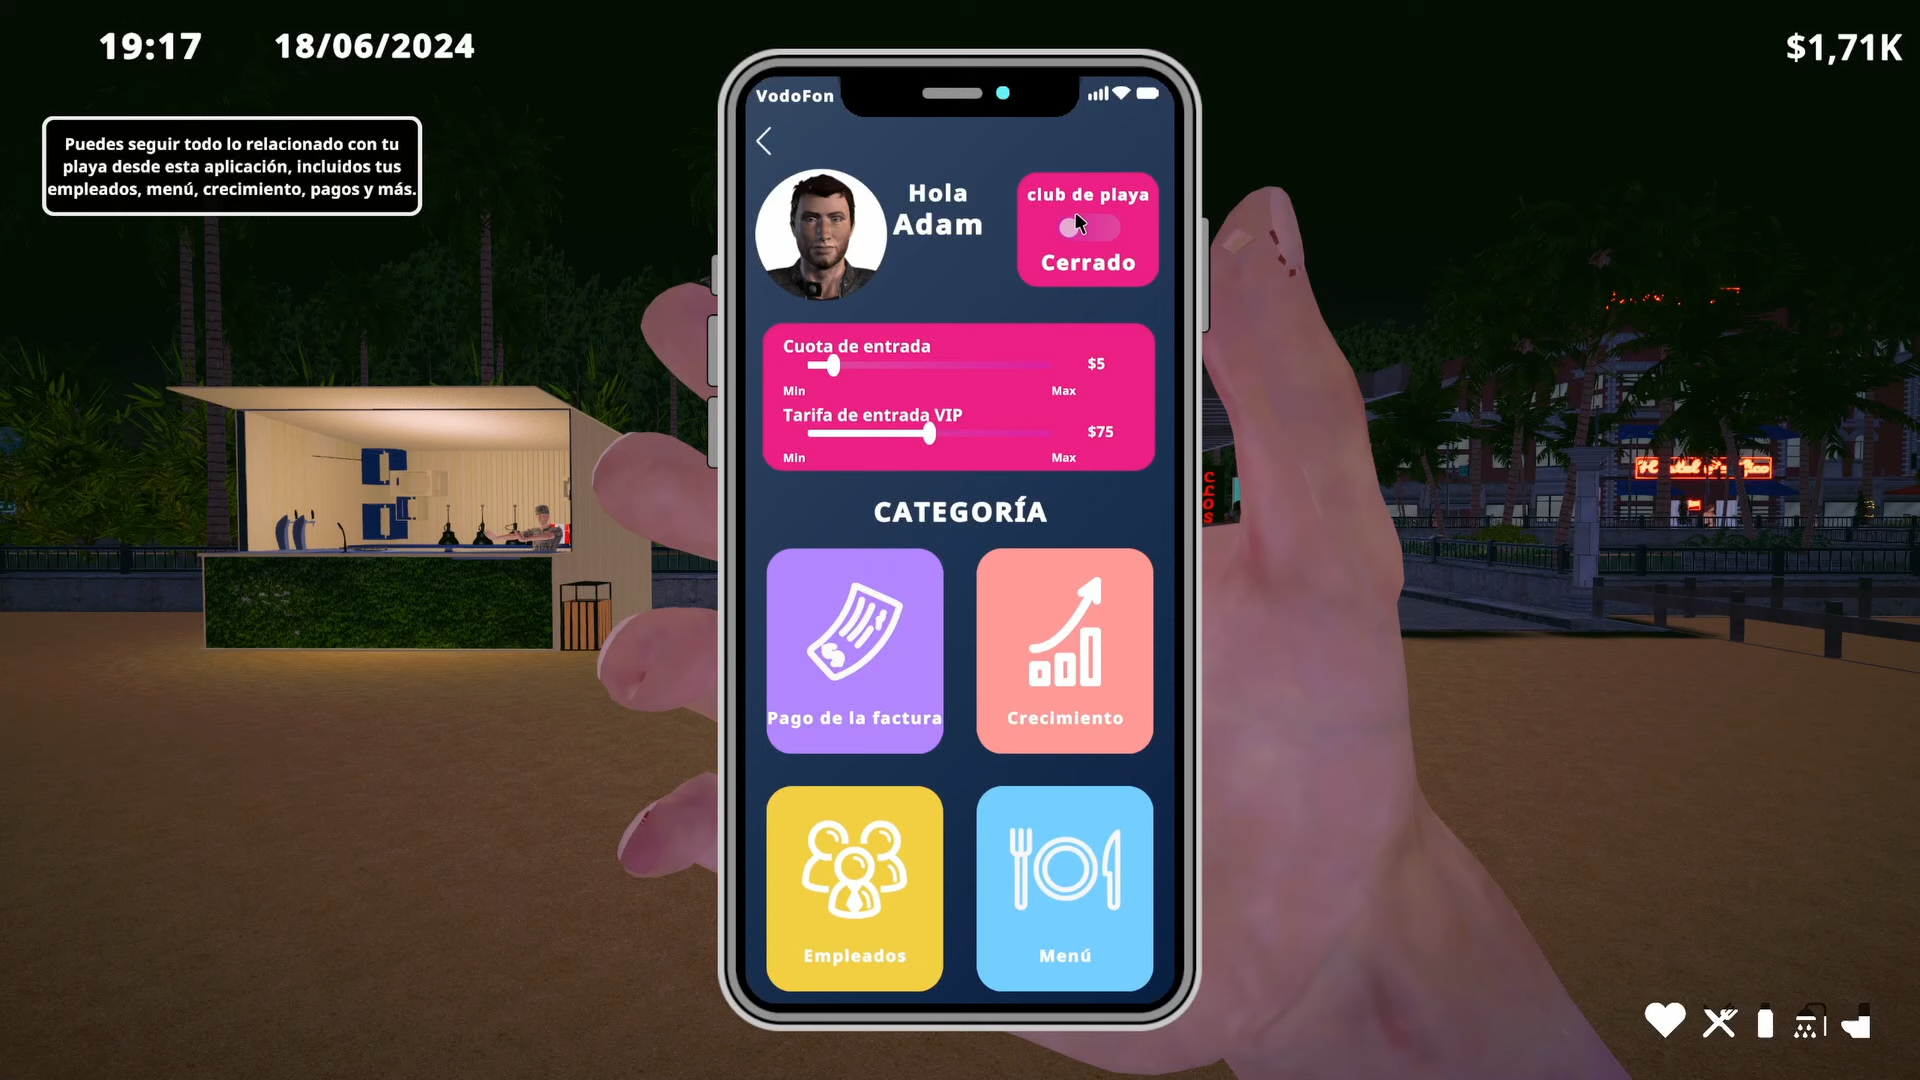 19:17
18/06/2024
$1,71K
Puedes seguir todo lo relacionado con tu
playa desde esta aplicación, incluidos tus
empleados, menú, crecimiento, pagos y más.
VodoFon
Hola
Adam
club de playa
Cerrado
Cuota de entrada
$5
Min
Max
Tarifa de entrada VIP
$75
Min
Max
CATEGORÍA
Pago de la factura
Crecimiento
Empleados
Menú